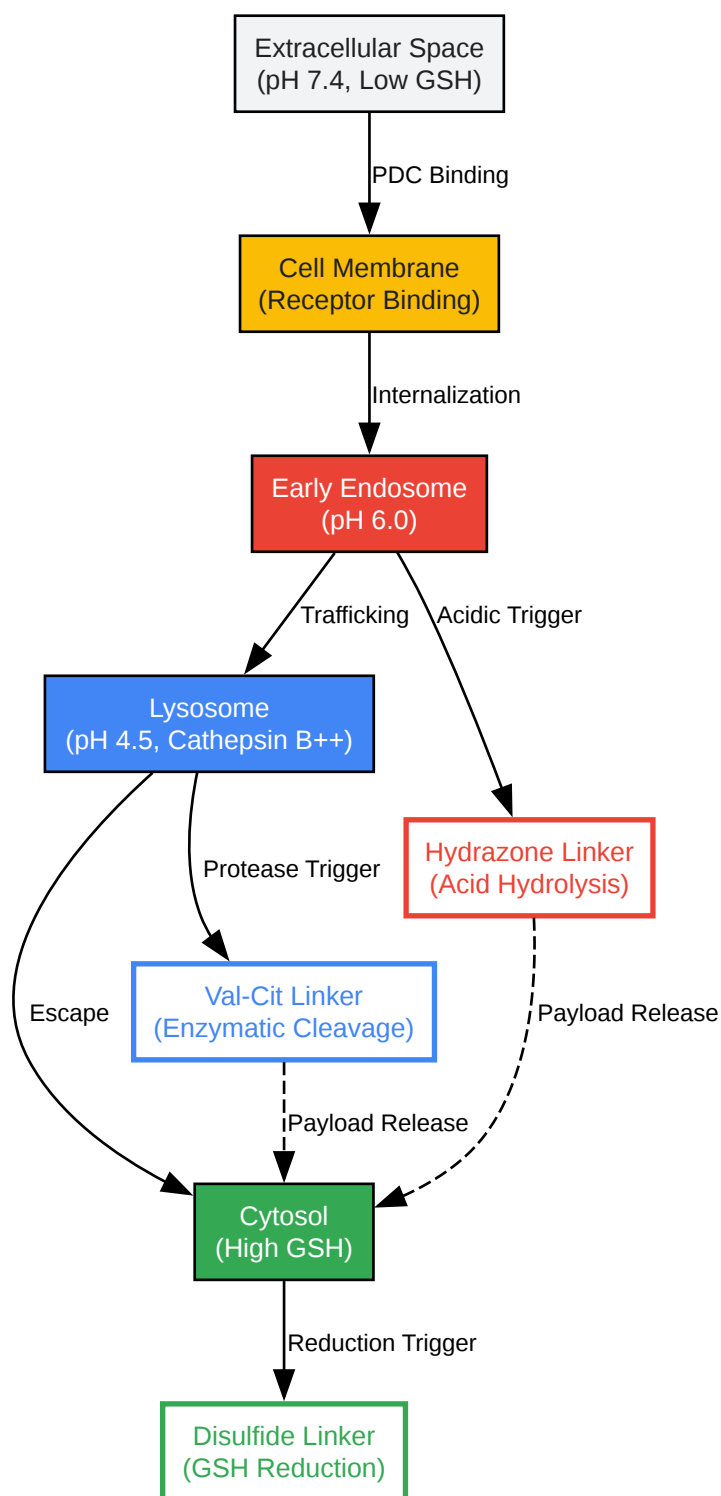 Extracellular Space
(pH 7.4, Low GSH)
PDC Binding
Cell Membrane
(Receptor Binding)
Internalization
Early Endosome
(pH 6.0)
Trafficking
Acidic Trigger
Lysosome
(pH 4.5, Cathepsin B++)
Hydrazone Linker
(Acid Hydrolysis)
Protease Trigger
Val-Cit Linker
(Enzymatic Cleavage)
Escape
Payload Release
Payload Release
Cytosol
(High GSH)
Reduction Trigger
Disulfide Linker
(GSH Reduction)